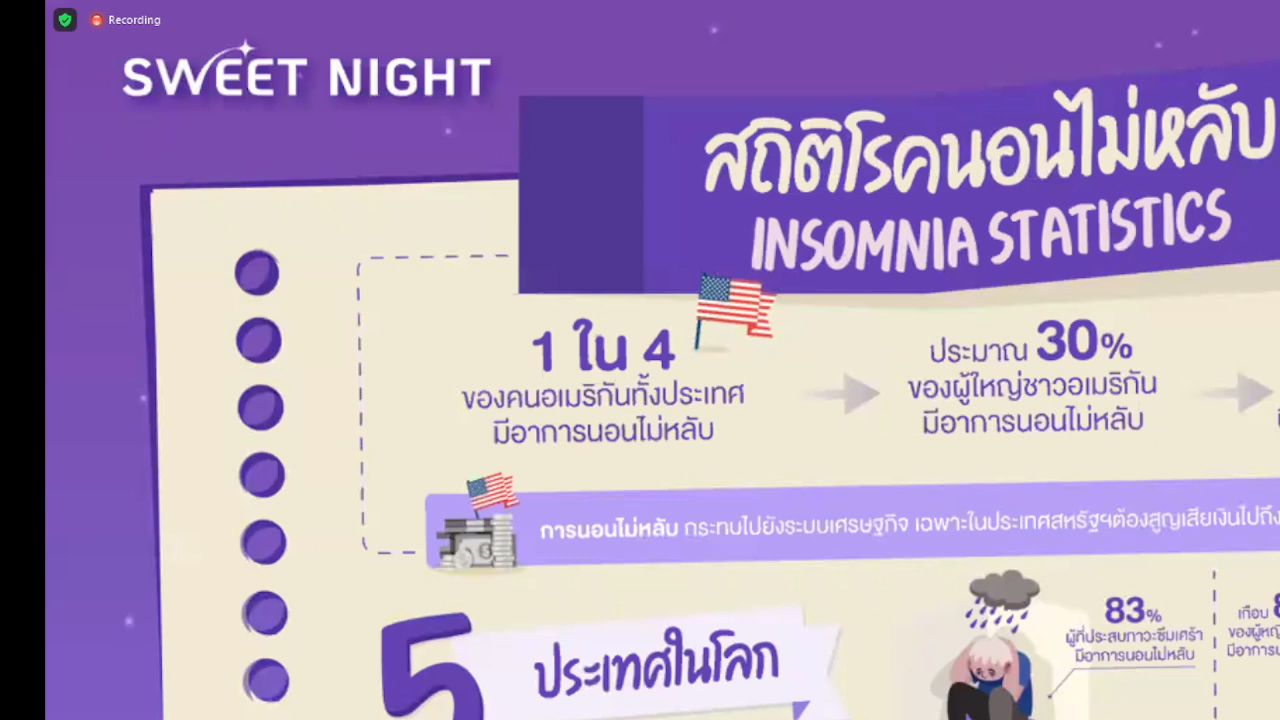 Recording
SWEET NIGHT
สถิติโรคนอนไม่หลับ
INSOMNIA STATISTICS
1 ใน 4
ของคนอเมริกันทั้งประเทศ
มีอาการนอนไม่หลับ
ประมาณ 30%
ของผู้ใหญ่ชาวอเมริกัน
มีอาการนอนไม่หลับ
การนอนไม่หลับ กระทบไปยังระบบเศรษฐกิจ เฉพาะในประเทศสหรัฐฯต้องสูญเสียเงินไปถึง
5
ประเทศในโลก
83%
ผู้ที่ประสบภาวะซึมเศร้า
มีอาการนอนไม่หลับ
เกือบ